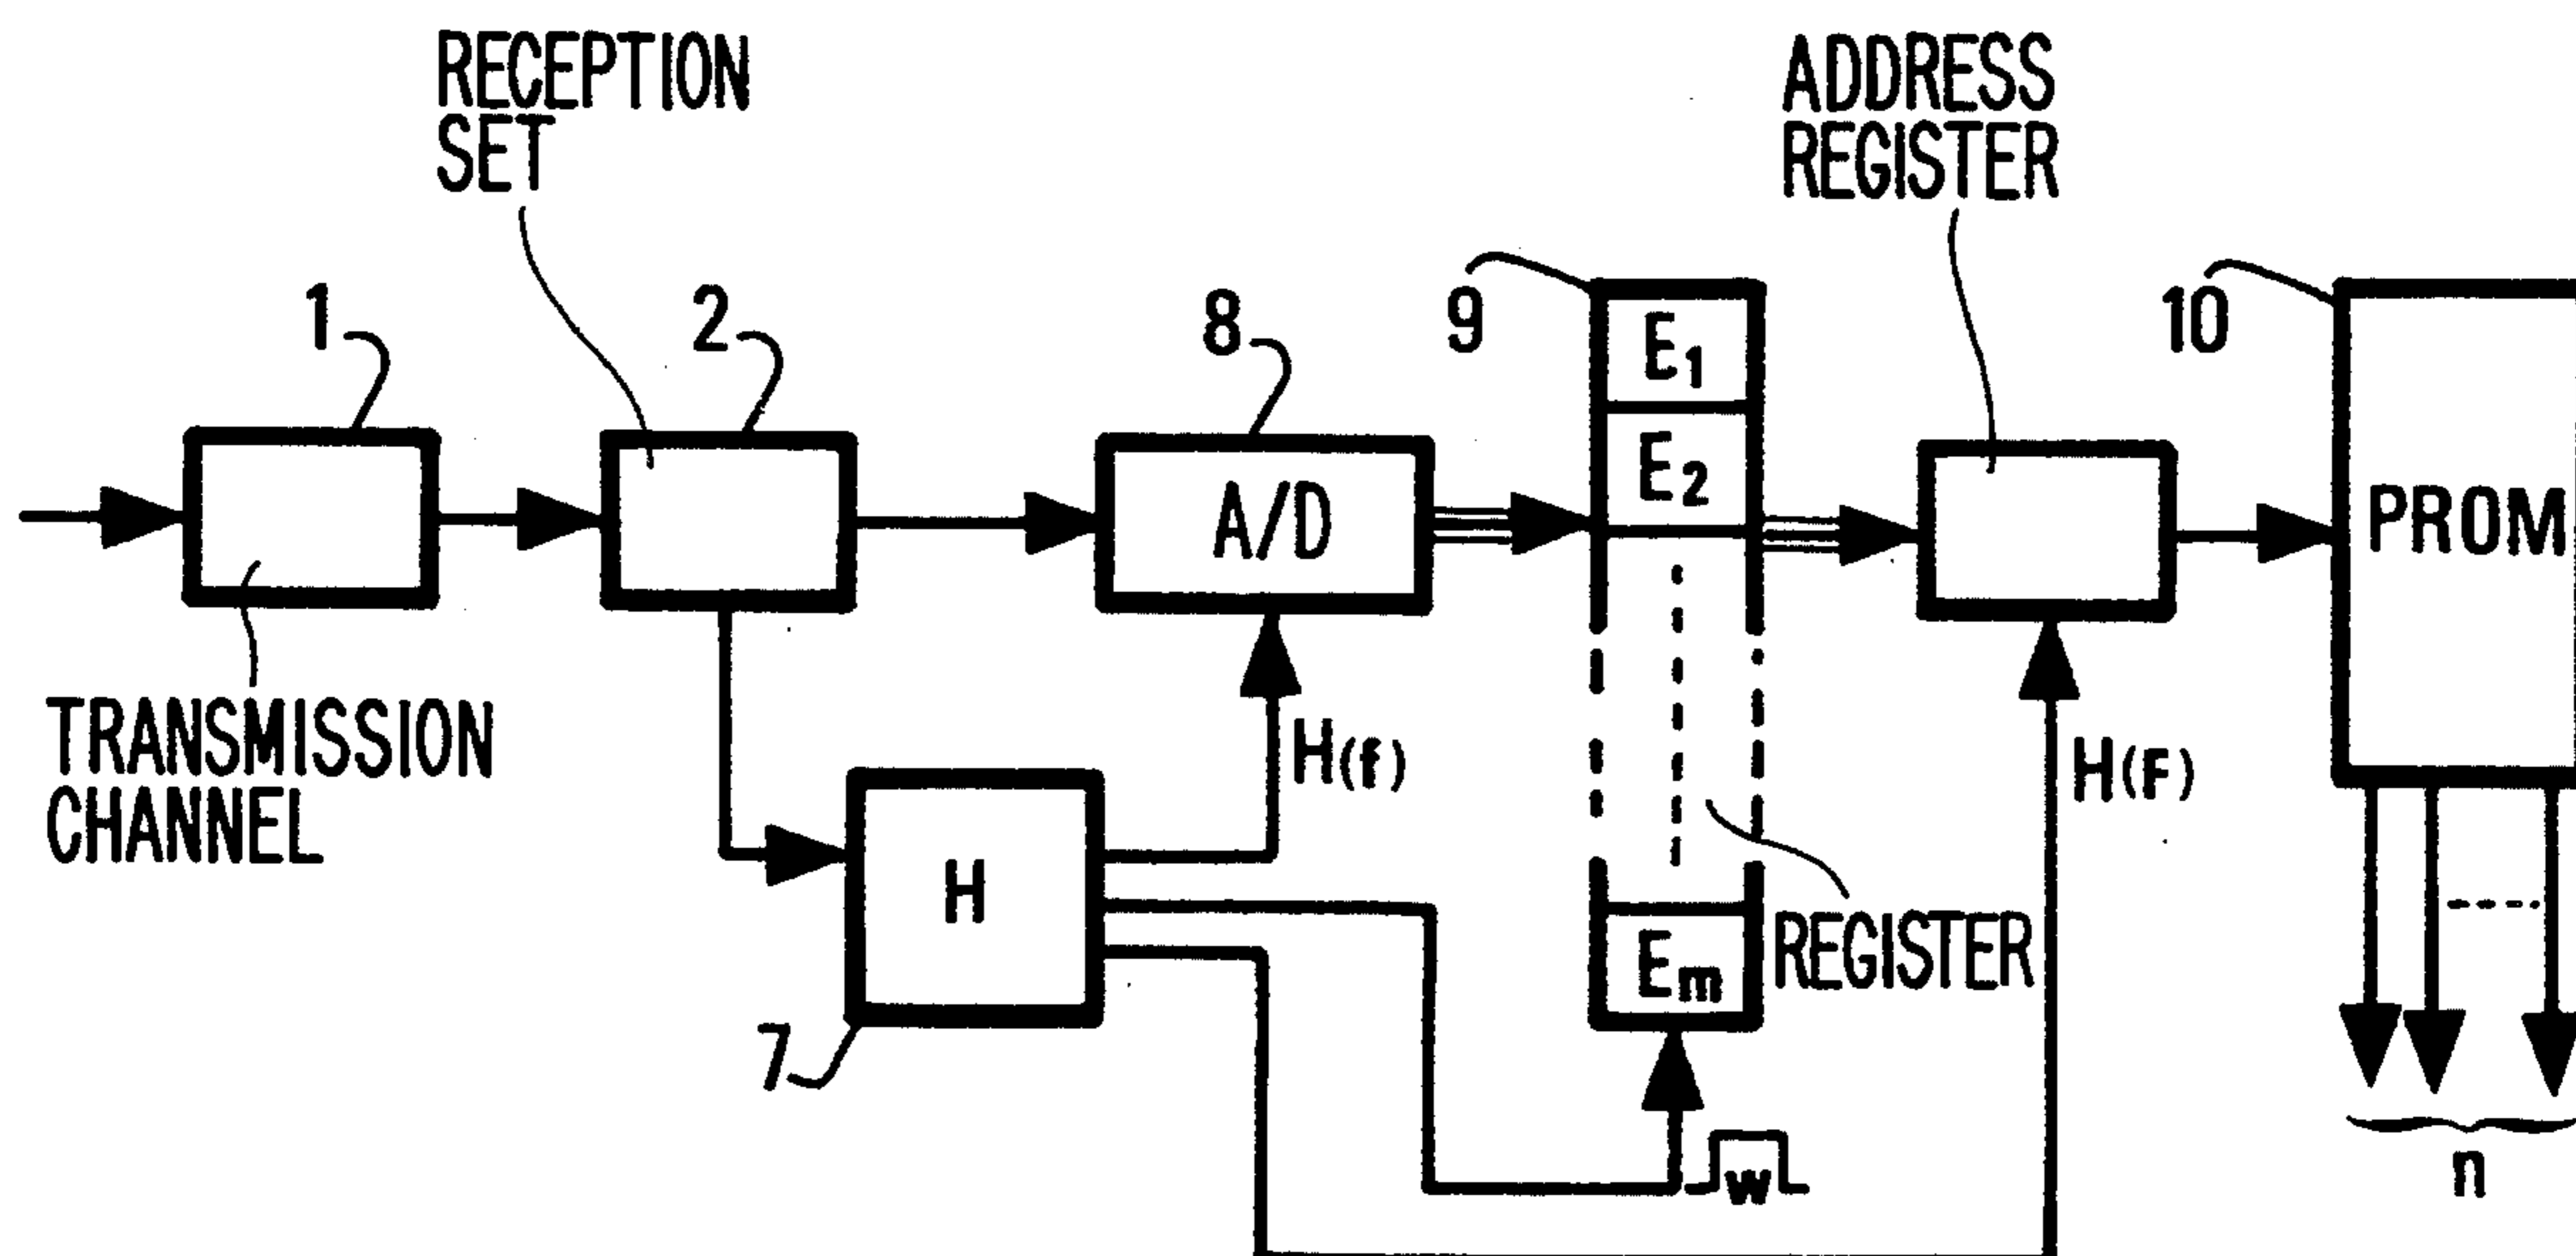 RECEPTION
SET
ADDRESS
REGISTER
1
2
8
9
10
E1
E2
A/D
PROM
TRANSMISSION
CHANNEL
H(f)
H(F)
H
Em
REGISTER
7
w
n